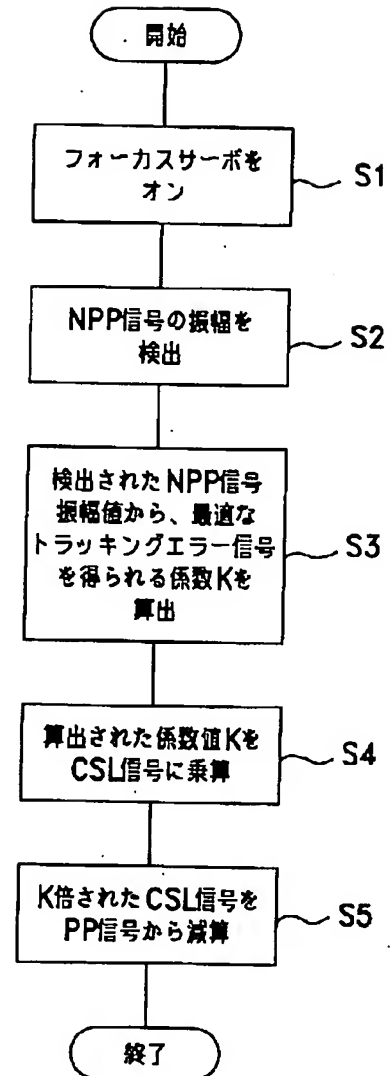 開始
フォーカスサーボを
オン
S1
NPP信号の振幅を
検出
S2
検出されたNPP信号
振幅値から、最適な
トラッキングエラー信号
を得られる係数Kを
算出
S3
算出された係数値Kを
CSL信号に乗算
S4
K倍されたCSL信号を
PP信号から減算
S5
終了